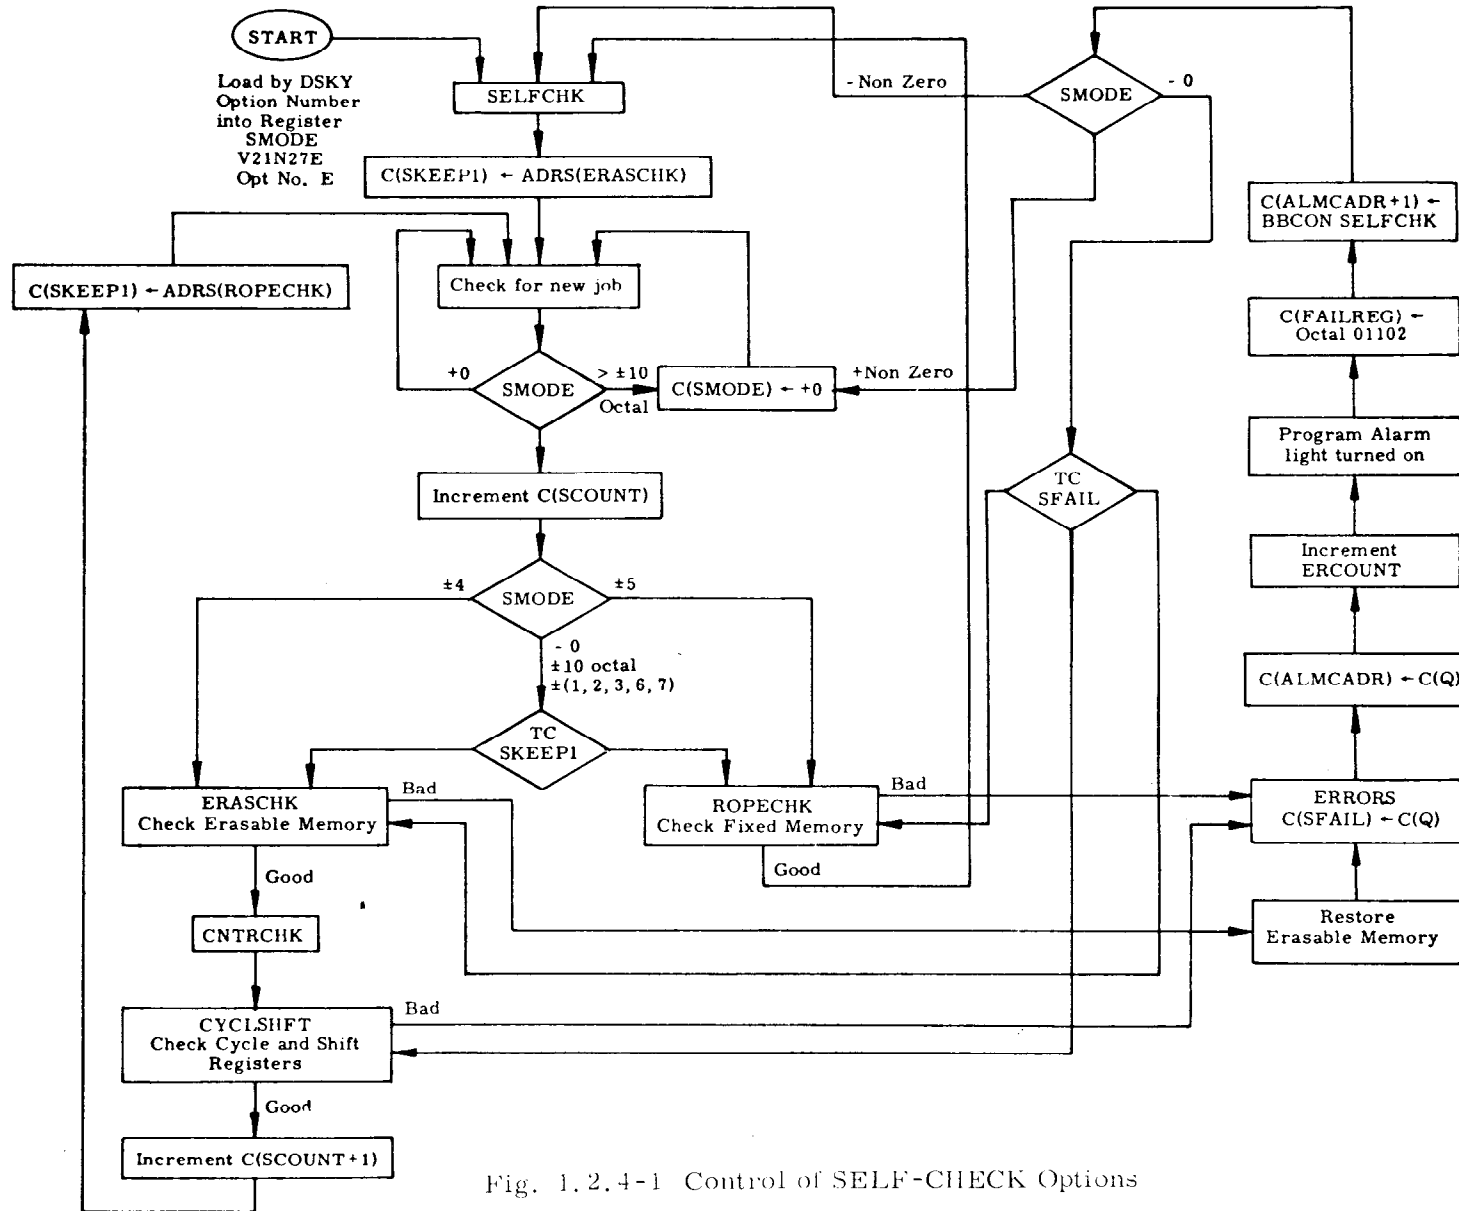 START
Load by DSKY
Option Number
into Register
SMODE
V21N27E
Opt No. E
SELFCHK
C(SKEEP1) ← ADRS(ERASCHK)
C(SKEEP1) ← ADRS(ROPECHK)
Check for new job
+0
SMODE
> ±10
Octal
C(SMODE) ← +0
Increment C(SCOUNT)
±4
SMODE
±5
- 0
±10 octal
±(1, 2, 3, 6, 7)
TC
SKEEP1
ERASCHK
Check Erasable Memory
Bad
Good
CNTRCHK
CYCLSHFT
Check Cycle and Shift
Registers
Bad
Good
Increment C(SCOUNT+1)
ROPECHK
Check Fixed Memory
Bad
Good
- Non Zero
SMODE
- 0
+Non Zero
TC
SFAIL
C(ALMCADR+1) ←
BBCON SELFCHK
C(FAILREG) ←
Octal 01102
Program Alarm
light turned on
Increment
ERCOUNT
C(ALMCADR) ← C(Q)
ERRORS
C(SFAIL) ← C(Q)
Restore
Erasable Memory
Fig. 1.2.4-1 Control of SELF-CHECK Options